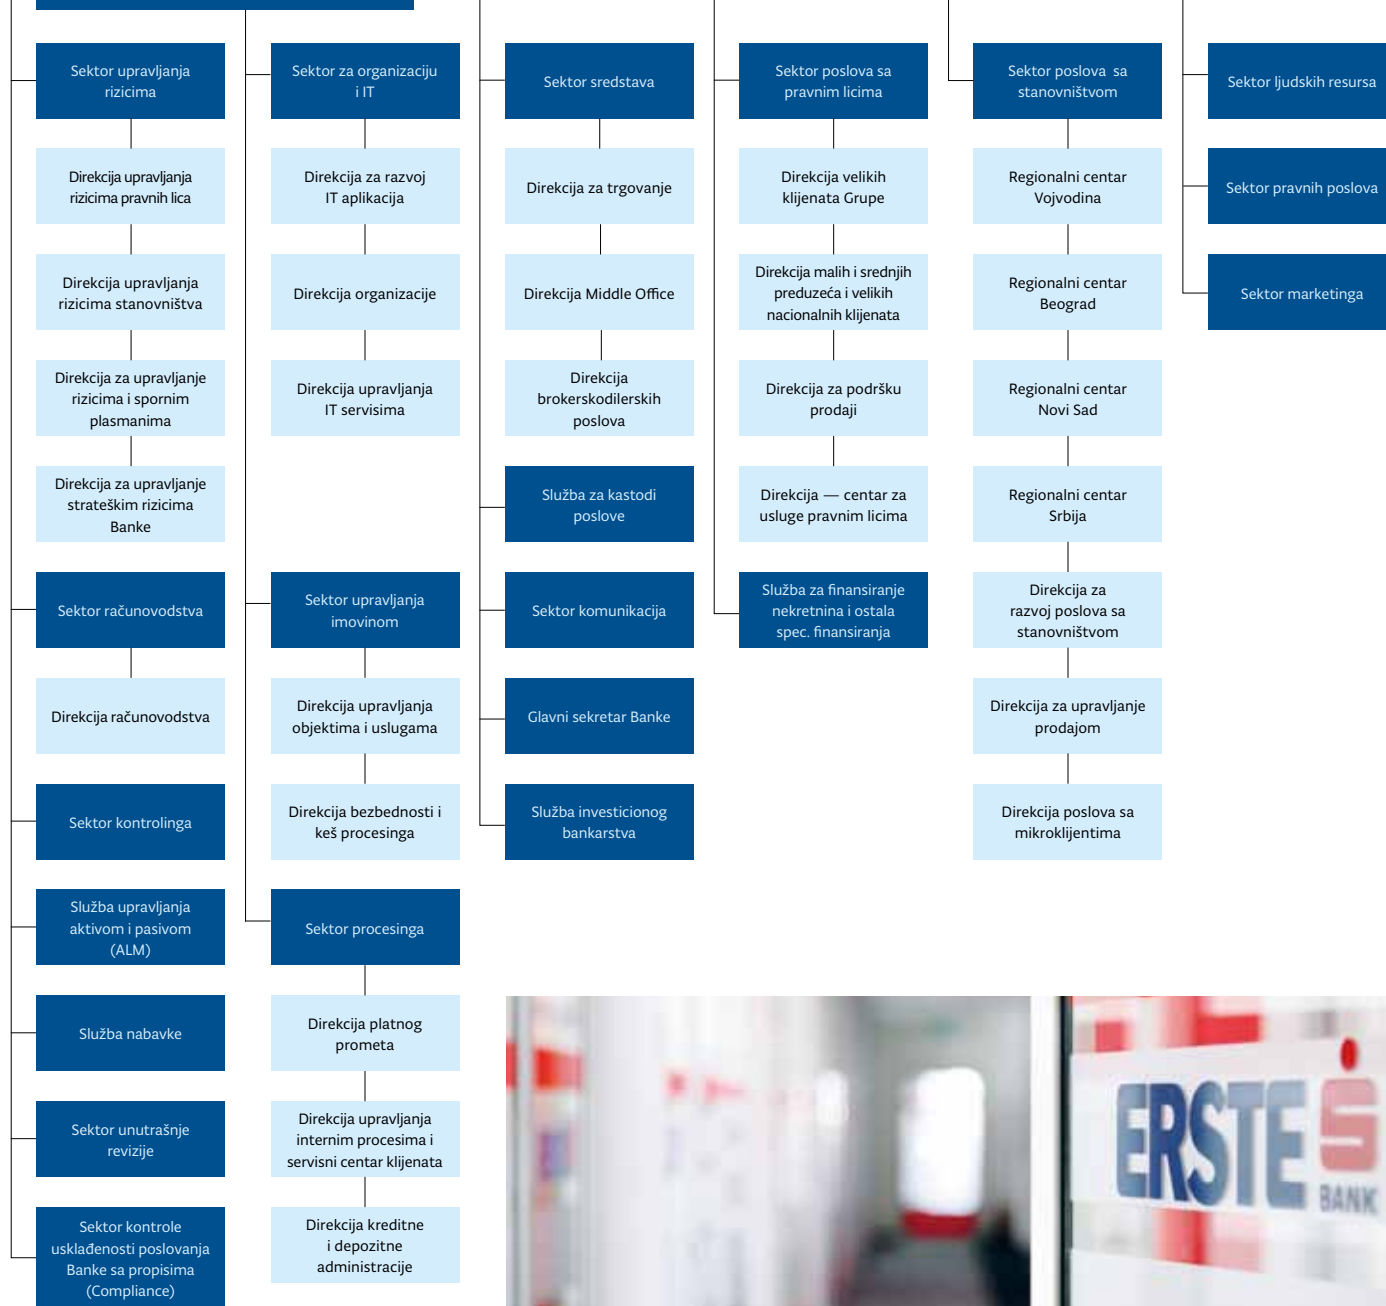 Sektor upravljanja
rizicima
Direkcija upravljanja
rizicima pravnih lica
Direkcija upravljanja
rizicima stanovništva
Direkcija za upravljanje
rizicima i spornim
plasmanima
Direkcija za upravljanje
strateškim rizicima
Banke
Sektor računovodstva
Direkcija računovodstva
Sektor kontrolinga
Služba upravljanja
aktivom i pasivom
(ALM)
Služba nabavke
Sektor unutrašnje
revizije
Sektor kontrole
usklađenosti poslovanja
Banke sa propisima
(Compliance)
Sektor za organizaciju
i IT
Direkcija za razvoj
IT aplikacija
Direkcija organizacije
Direkcija upravljanja
IT servisima
Sektor upravljanja
imovinom
Direkcija upravljanja
objektima i uslugama
Direkcija bezbednosti i
keš procesinga
Sektor procesinga
Direkcija platnog
prometa
Direkcija upravljanja
internim procesima i
servisni centar klijenata
Direkcija kreditne
i depozitne
administracije
Sektor sredstava
Direkcija za trgovanje
Direkcija Middle Office
Direkcija
brokerskodilerskih
poslova
Služba za kastodi
poslove
Sektor komunikacija
Glavni sekretar Banke
Služba investicionog
bankarstva
Sektor poslova sa
pravnim licima
Direkcija velikih
klijenata Grupe
Direkcija malih i srednjih
preduzeća i velikih
nacionalnih klijenata
Direkcija za podršku
prodaji
Direkcija — centar za
usluge pravnim licima
Služba za finansiranje
nekretnina i ostala
spec. finansiranja
Sektor poslova sa
stanovništvom
Regionalni centar
Vojvodina
Regionalni centar
Beograd
Regionalni centar
Novi Sad
Regionalni centar
Srbija
Direkcija za
razvoj poslova sa
stanovništvom
Direkcija za upravljanje
prodajom
Direkcija poslova sa
mikroklijentima
Sektor ljudskih resursa
Sektor pravnih poslova
Sektor marketinga
ERSTE
BANK